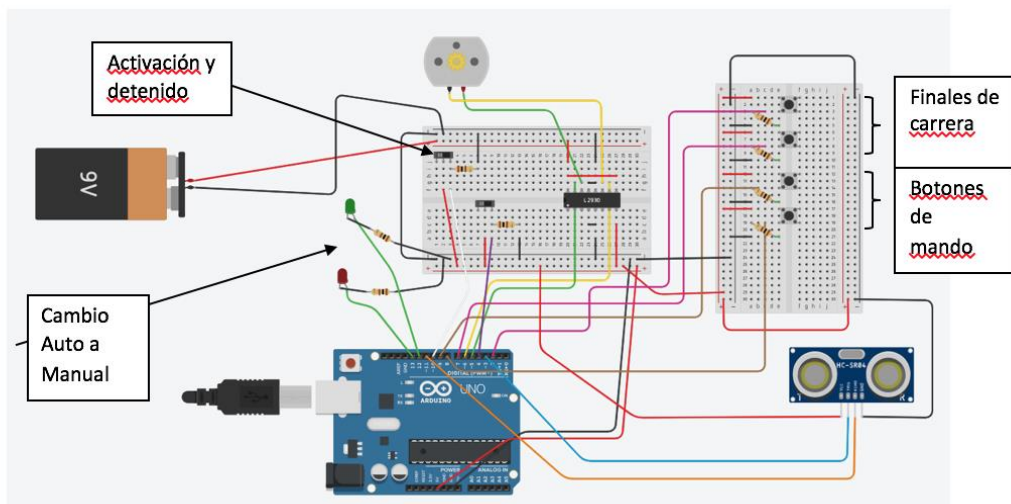 Activación y
detenido
Finales de
carrera
Botones
de
mando
9V
L293D
Cambio
Auto a
Manual
DIGITAL (PWM~)
UNO
ARDUINO
HC-SR04
POWER
ANALOG IN